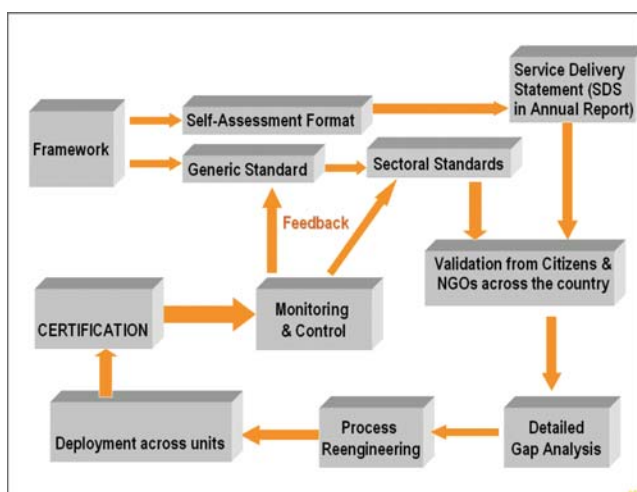 Service Delivery
Statement (SDS
in Annual Report)
Self-Assessment Format
Framework
Generic Standard
Sectoral Standards
Feedback
Validation from Citizens &
NGOs across the country
CERTIFICATION
Monitoring
& Control
Deployment across units
Process
Reengineering
Detailed
Gap Analysis